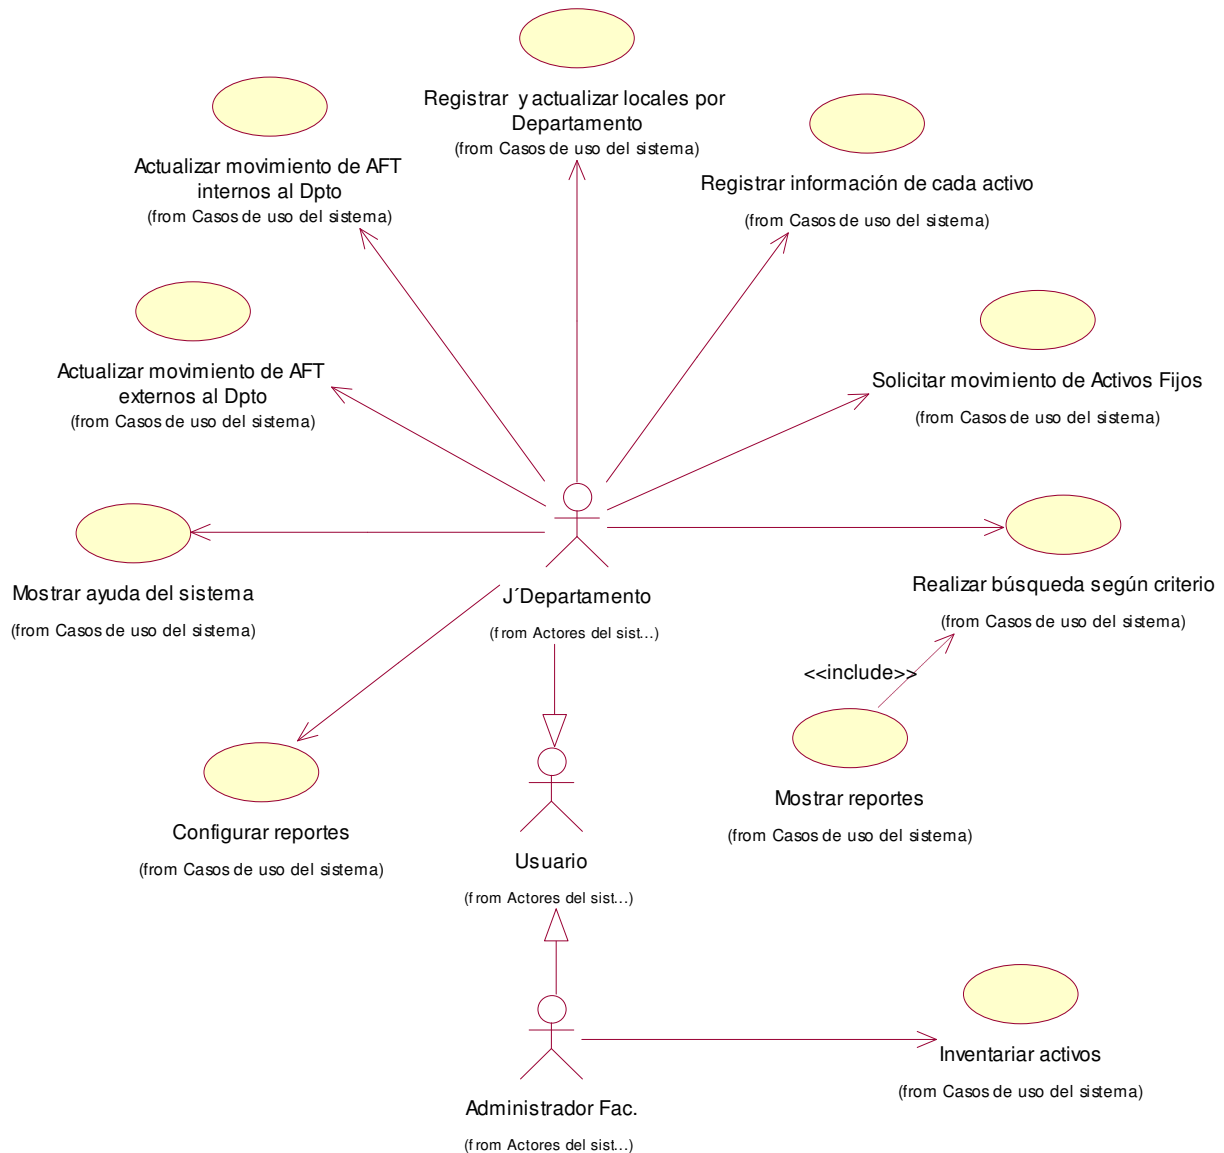 Registrar y actualizar locales por
Departamento
(from Casos de uso del sistema)
Actualizar movimiento de AFT
internos al Dpto
(from Casos de uso del sistema)
Registrar información de cada activo
(from Casos de uso del sistema)
Actualizar movimiento de AFT
externos al Dpto
(from Casos de uso del sistema)
Solicitar movimiento de Activos Fijos
(from Casos de uso del sistema)
Mostrar ayuda del sistema
(from Casos de uso del sistema)
J´Departamento
(from Actores del sist...)
Realizar búsqueda según criterio
(from Casos de uso del sistema)
<<include>>
Configurar reportes
(from Casos de uso del sistema)
Mostrar reportes
(from Casos de uso del sistema)
Usuario
(from Actores del sist...)
Inventariar activos
(from Casos de uso del sistema)
Administrador Fac.
(from Actores del sist...)